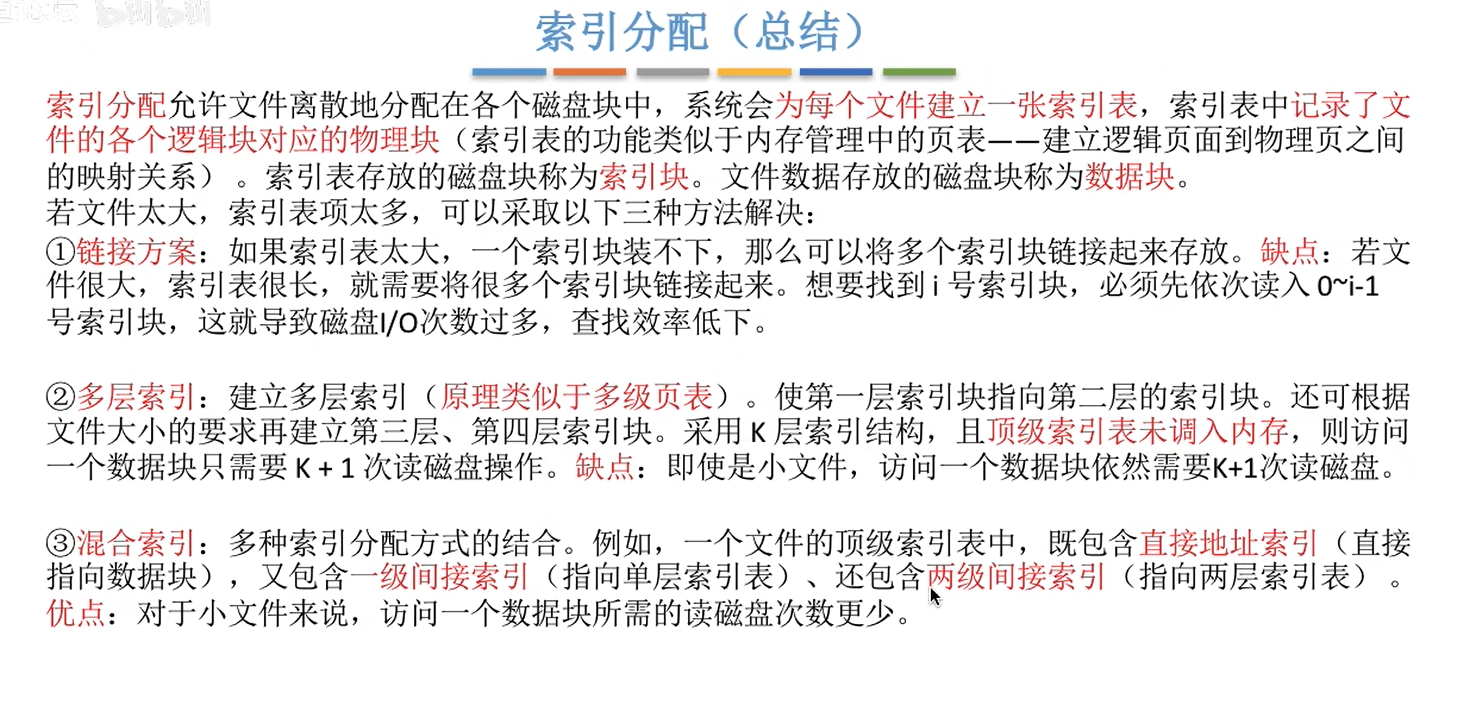 索引分配（总结）
索引分配允许文件离散地分配在各个磁盘块中，系统会为每个文件建立一张索引表，索引表中记录了文
件的各个逻辑块对应的物理块（索引表的功能类似于内存管理中的页表——建立逻辑页面到物理页之间
的映射关系）。索引表存放的磁盘块称为索引块。文件数据存放的磁盘块称为数据块。
若文件太大，索引表项太多，可以采取以下三种方法解决：
①链接方案：如果索引表太大，一个索引块装不下，那么可以将多个索引块链接起来存放。缺点：若文
件很大，索引表很长，就需要将很多个索引块链接起来。想要找到 i 号索引块，必须先依次读入 0~i-1
号索引块，这就导致磁盘I/O次数过多，查找效率低下。
②多层索引：建立多层索引（原理类似于多级页表）。使第一层索引块指向第二层的索引块。还可根据
文件大小的要求再建立第三层、第四层索引块。采用 K 层索引结构，且顶级索引表未调入内存，则访问
一个数据块只需要 K + 1 次读磁盘操作。缺点：即使是小文件，访问一个数据块依然需要K+1次读磁盘。
③混合索引：多种索引分配方式的结合。例如，一个文件的顶级索引表中，既包含直接地址索引（直接
指向数据块），又包含一级间接索引（指向单层索引表）、还包含两级间接索引（指向两层索引表）。
优点：对于小文件来说，访问一个数据块所需的读磁盘次数更少。